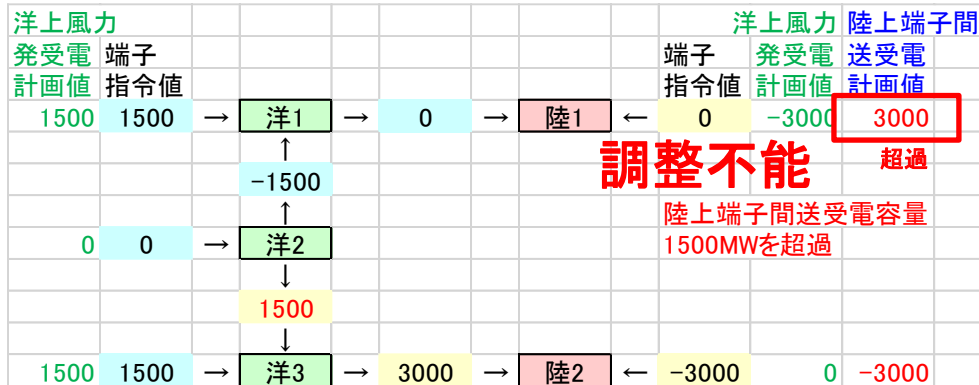 洋上風力 洋上風力 陸上端子間
発受電 端子 端子 発受電 送受電
計画値 指令値 指令値 計画値 計画値
1500 1500 → 洋1 → 0 → 陸1 ← 0 -3000 3000
↑ 調整不能 超過
-1500
↑ 陸上端子間送受電容量
0 0 → 洋2 1500MWを超過
↓
1500
↓
1500 1500 → 洋3 → 3000 → 陸2 ← -3000 0 -3000